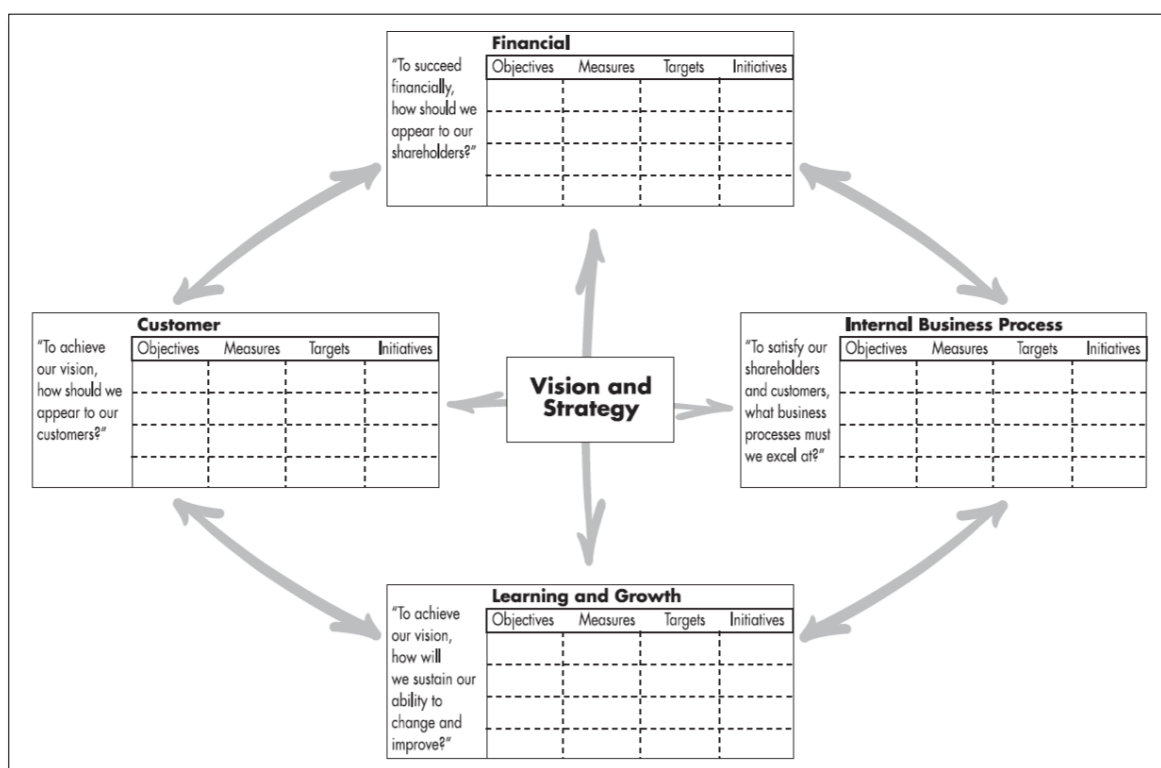 Financial
"To succeed
financially,
how should we
appear to our
shareholders?"
Objectives Measures Targets Initiatives
Customer
"To achieve
our vision,
how should we
appear to our
customers?"
Objectives Measures Targets Initiatives
Vision and
Strategy
Internal Business Process
"To satisfy our
shareholders
and customers,
what business
processes must
we excel at?"
Objectives Measures Targets Initiatives
Learning and Growth
"To achieve
our vision,
how will
we sustain our
ability to
change and
improve?"
Objectives Measures Targets Initiatives